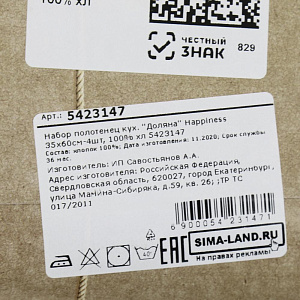 100% хл
ЧЕСТНЫЙ
ЗНАК
829
Арт.: 5423147
Набор полотенец кух. "Доляна" Happiness
35х60см-4шт, 100% хл 5423147
Состав: хлопок 100%; Дата изготовления: 11.2020; Срок службы
36 мес.
Изготовитель: ИП Савостьянов А.А.
Адрес изготовителя: Российская Федерация,
Свердловская область, 620027, город Екатеринбург,
улица Мамина-Сибиряка, д.59, кв. 26; ;ТР ТС
017/2011
6 900054 231471
40°
EAC
SIMA-LAND.RU
На правах рекламы